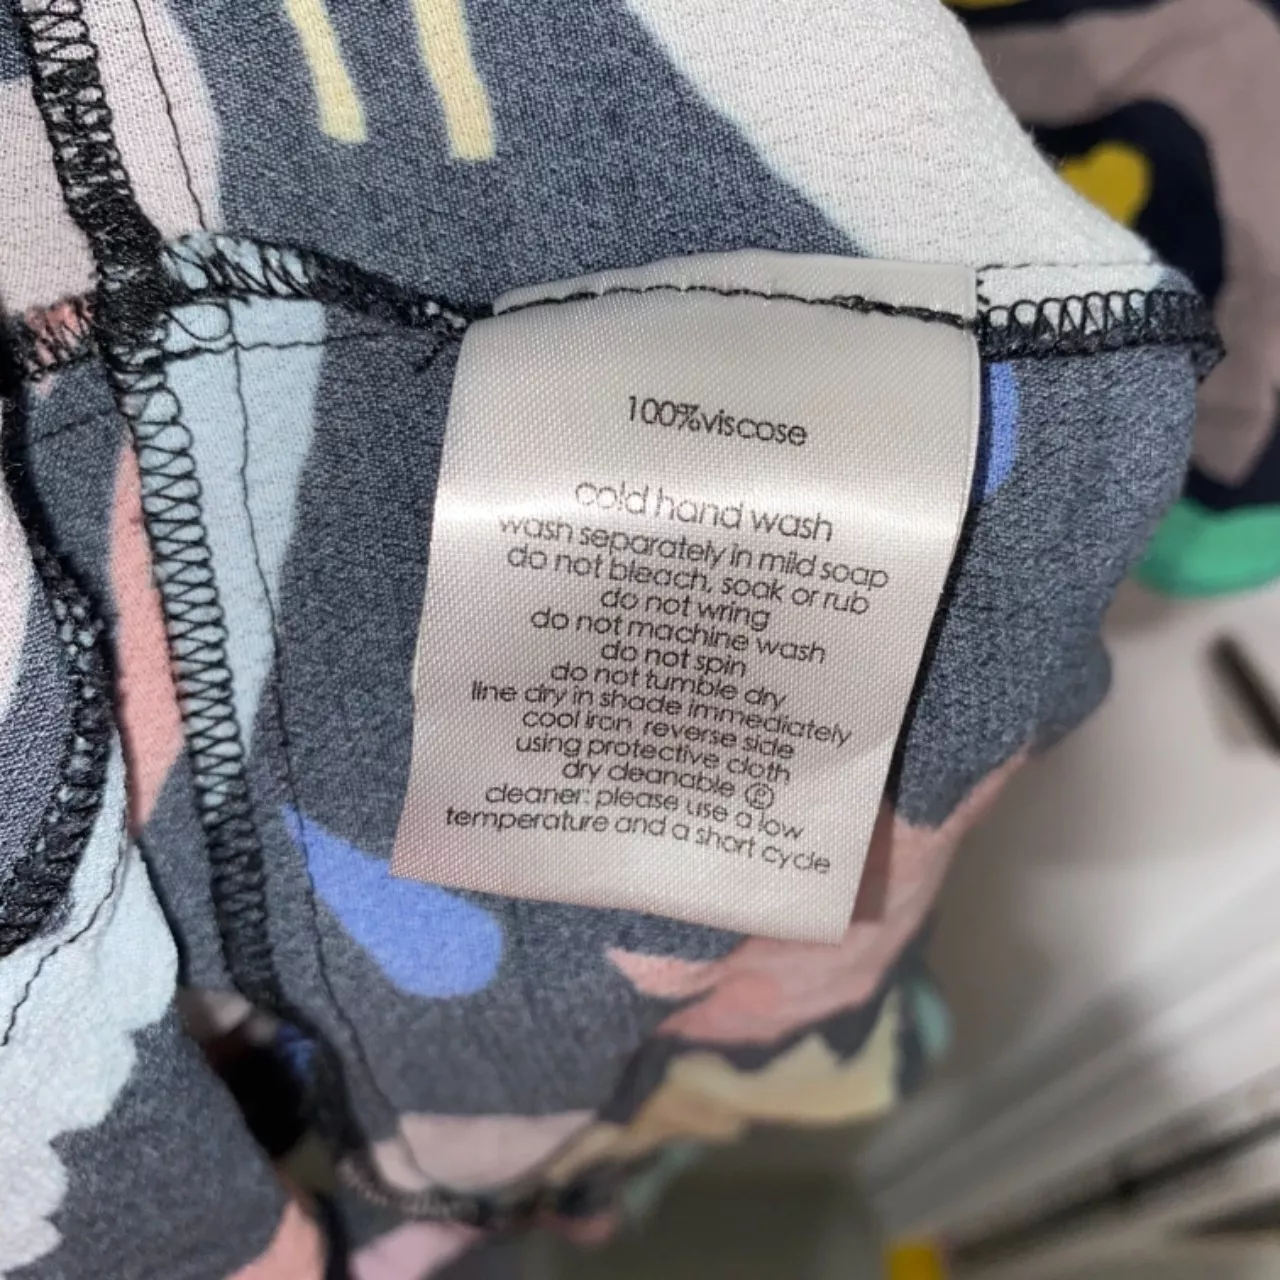 100%viscose
cold hand wash
wash separately in mild soap
do not bleach, soak or rub
do not wring
do not machine wash
do not spin
do not tumble dry
line dry in shade immediately
cool iron reverse side
using protective cloth
dry cleanable Ⓟ
cleaner: please use a low
temperature and a short cycle